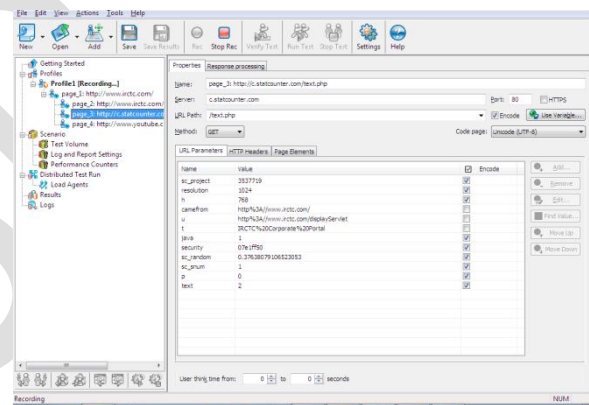 File Edit View Actions Tools Help
New Open Add Save Save Results Rec Stop Rec Verify Test Run Test Stop Test Settings Help
Getting Started
Profiles
Profile1 [Recording...]
page_1: http://www.irctc.com/
page_2: http://www.irctc.com/
page_3: http://c.statcounter.co
page_4: http://www.youtube.c
Scenario
Test Volume
Log and Report Settings
Performance Counters
Distributed Test Run
Load Agents
Results
Logs
Properties Response processing
Name: page_3: http://c.statcounter.com/text.php
Server: c.statcounter.com Port: 80 HTTPS
URL Path: /text.php Encode Use Variable...
Method: GET Code page: Unicode (UTF-8)
URL Parameters HTTP Headers Page Elements
Name Value Encode
sc_project 3537719
resolution 1024
h 768
camefrom http%3A//www.irctc.com/
u http%3A//www.irctc.com/deplayServlet
t IRCTC%20Corporate%20Portal
java 1
security 07e1ff50
sc_random 0.37638079106523053
sc_snum 1
p 0
text 2
Add...
Remove
Edit...
Find Value...
Move Up
Move Down
User think time from: 0 to 0 seconds
Recording NUM